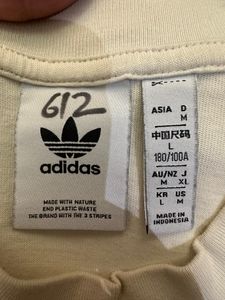 612
adidas
MADE WITH NATURE
END PLASTIC WASTE
THE BRAND WITH THE 3 STRIPES
ASIA D
M
中国尺码
L
180/100A
AU/NZ J
M XL
KR US
L M
MADE IN
INDONESIA